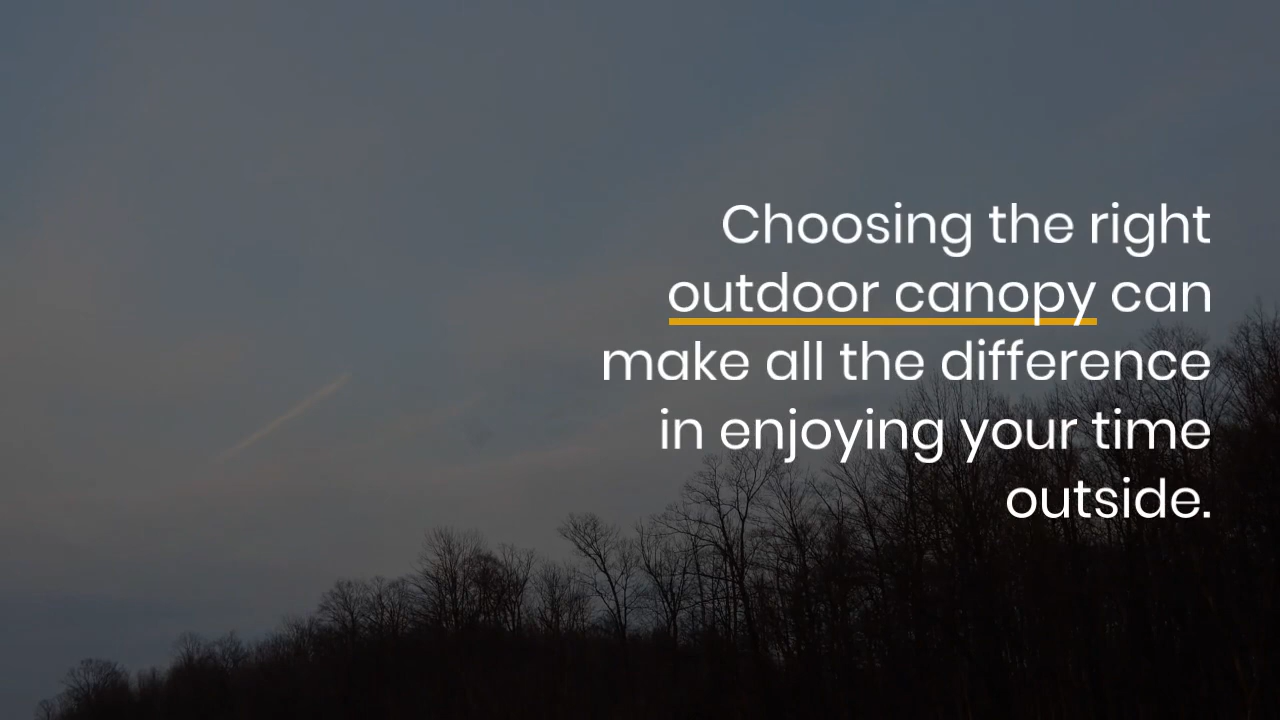 Choosing the right
outdoor canopy can
make all the difference
in enjoying your time
outside.